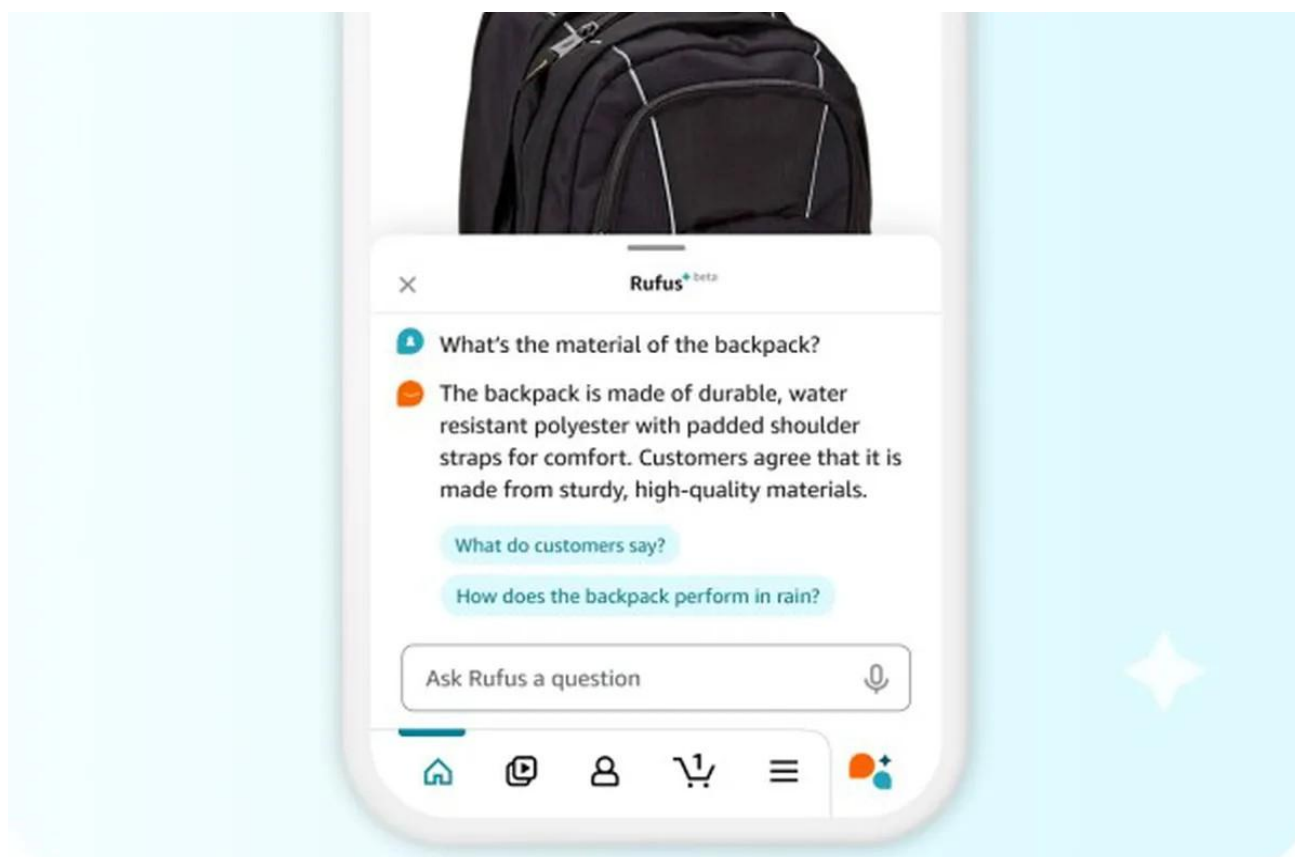 Rufus beta
What's the material of the backpack?
The backpack is made of durable, water
resistant polyester with padded shoulder
straps for comfort. Customers agree that it is
made from sturdy, high-quality materials.
What do customers say?
How does the backpack perform in rain?
Ask Rufus a question
1